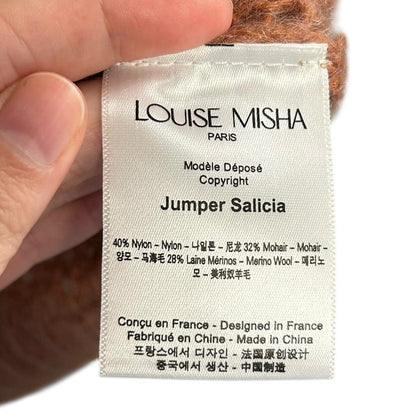 LOUISE MISHA
PARIS
Modèle Déposé
Copyright
Jumper Salicia
40% Nylon – Nylon – 나일론 – 尼龙 32% Mohair – Mohair –
앙모 – 马海毛 28% Laine Mérinos – Merino Wool – 메리노
모 – 美利奴羊毛
Conçu en France - Designed in France
Fabriqué en Chine - Made in China
프랑스에서 디자인 - 法国原创设计
중국에서 생산 - 中国制造